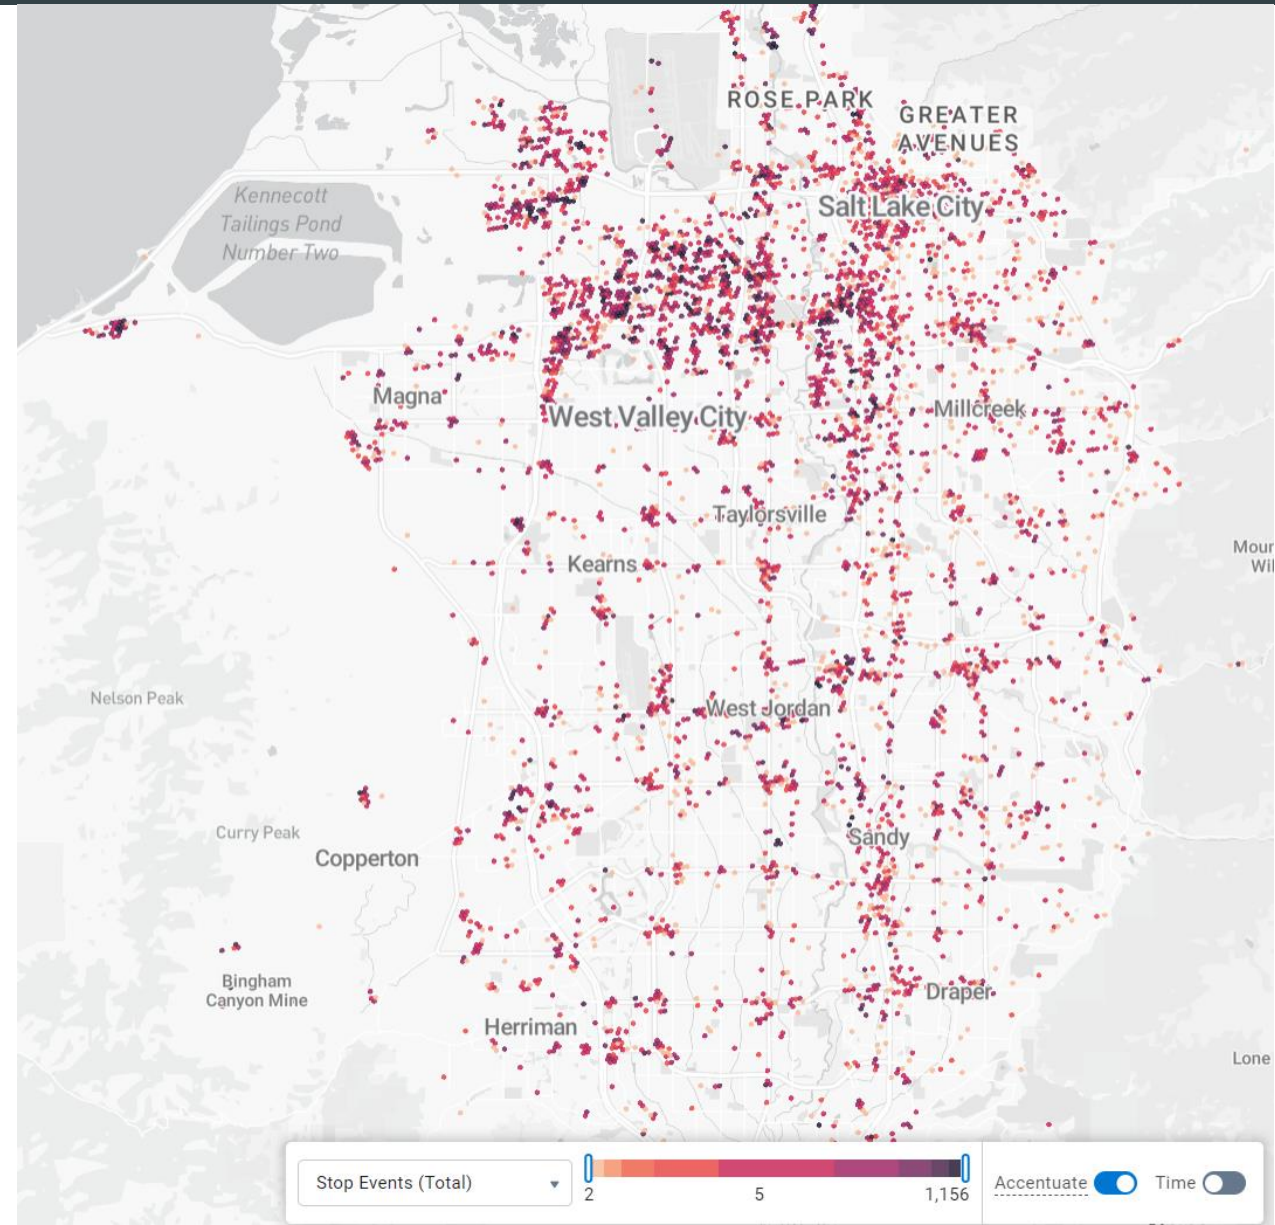 ROSE PARK
GREATER
AVENUES
Kennecott
Tailings Pond
Number Two
Salt Lake City
Magna
West Valley City
Millcreek
Taylorsville
Kearns
Mour
Wil
Nelson Peak
West Jordan
Curry Peak
Copperton
Sandy
Bingham
Canyon Mine
Draper
Herriman
Lone
Stop Events (Total)
2
5
1,156
Accentuate
Time